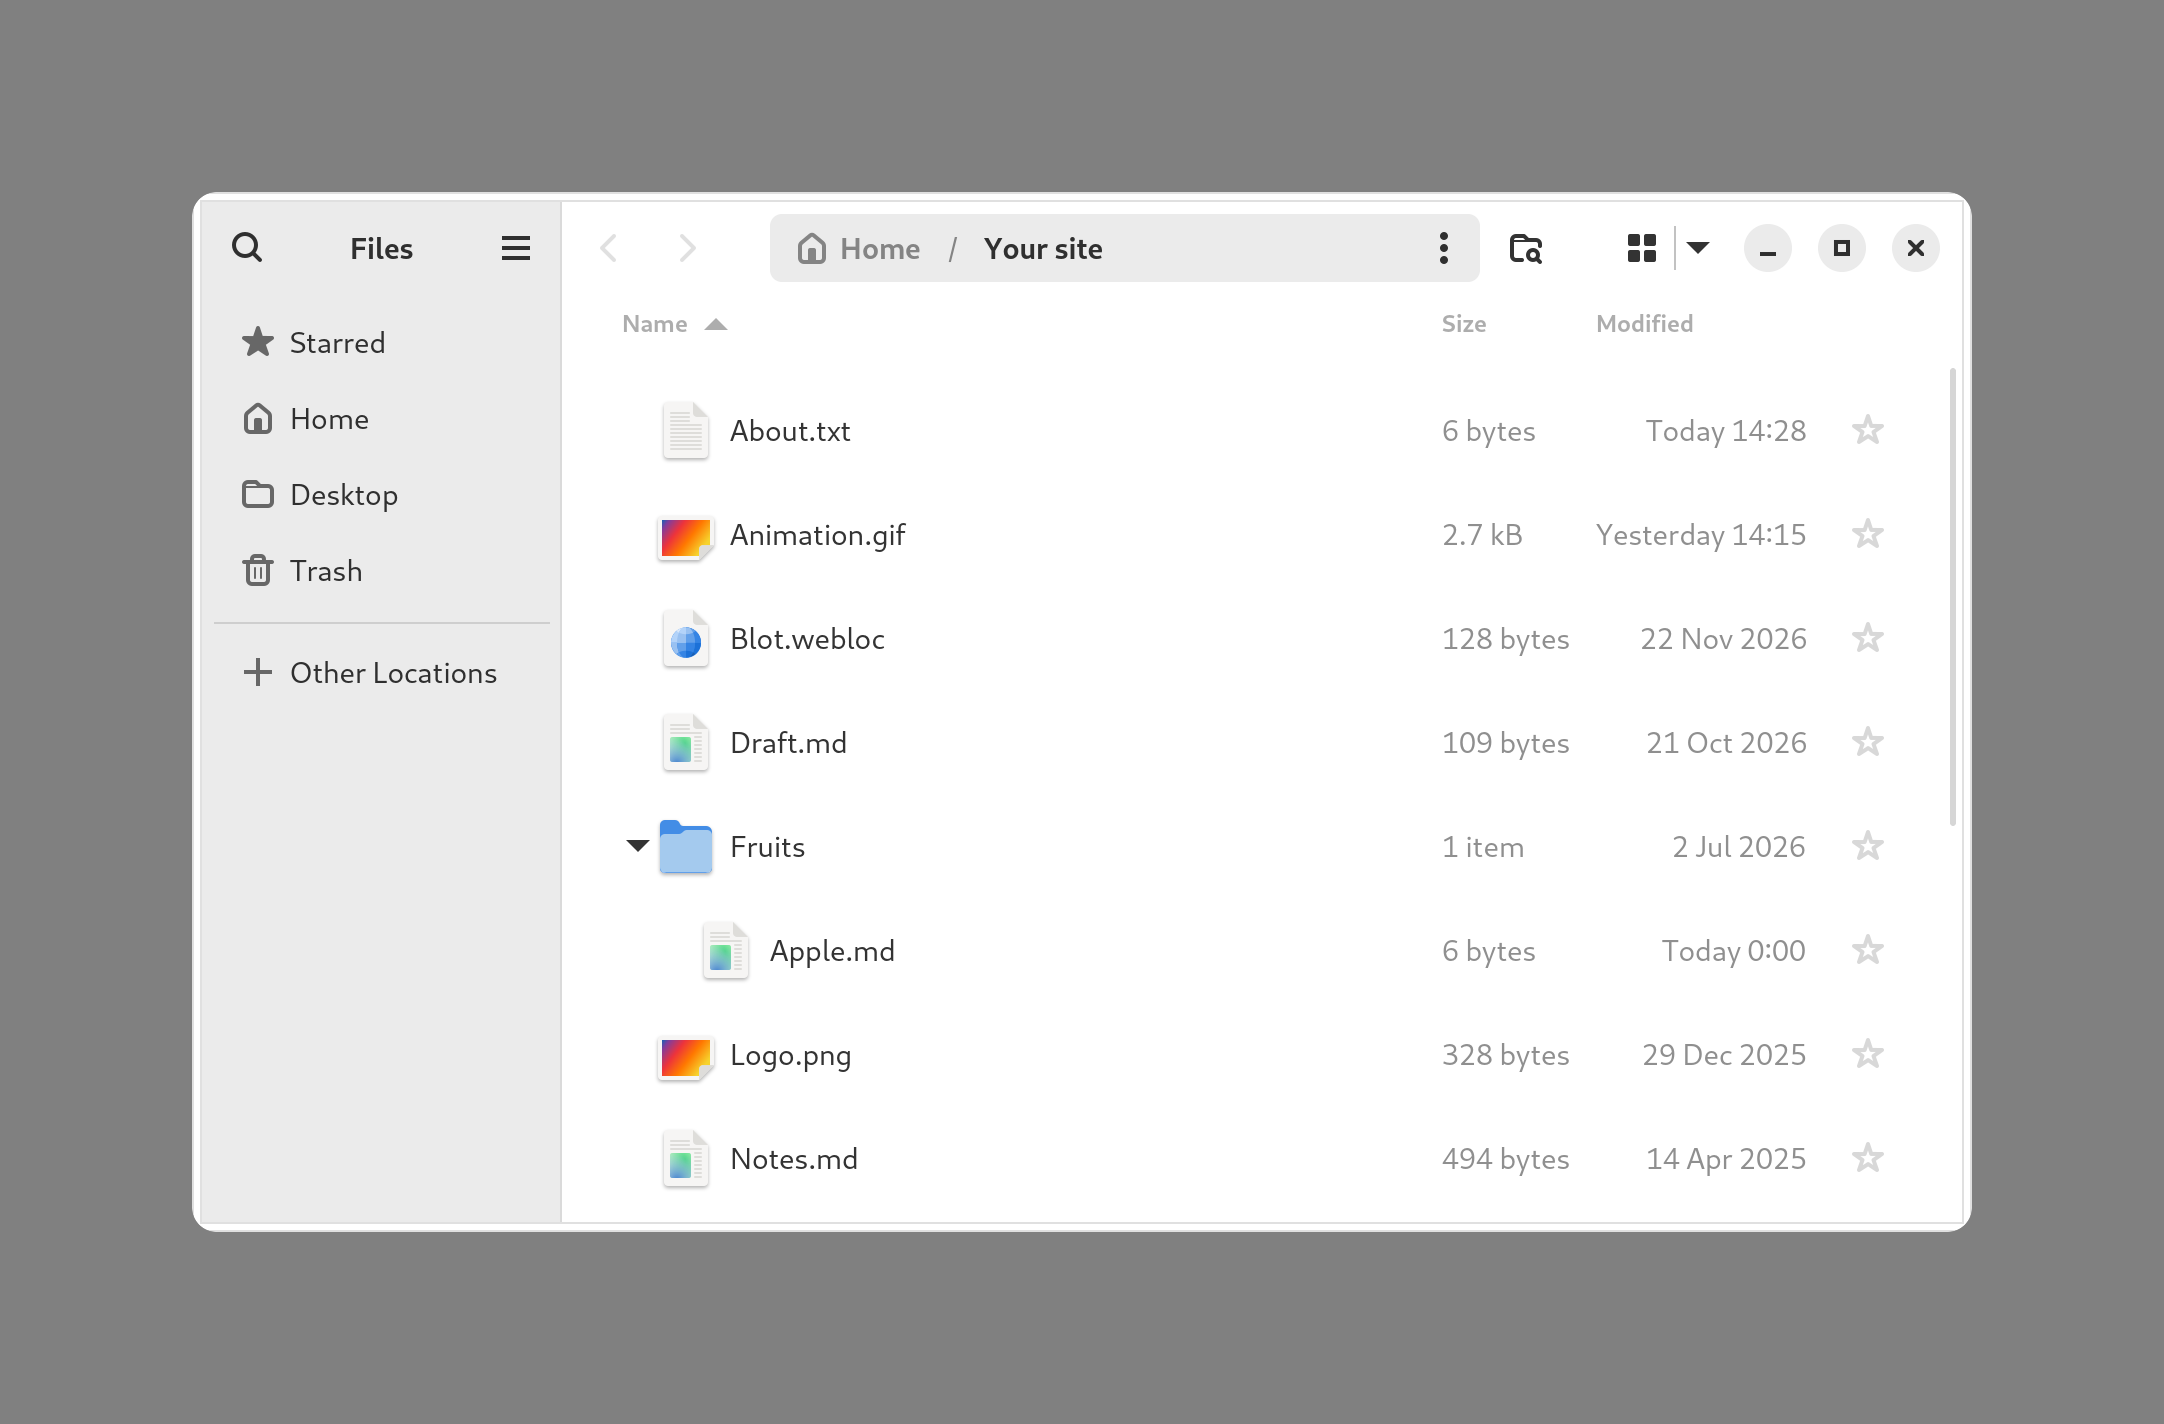 Files
Home / Your site
Starred
Home
Desktop
Trash
Other Locations
Name Size Modified
About.txt 6 bytes Today 14:28
Animation.gif 2.7 kB Yesterday 14:15
Blot.webloc 128 bytes 22 Nov 2026
Draft.md 109 bytes 21 Oct 2026
Fruits 1 item 2 Jul 2026
Apple.md 6 bytes Today 0:00
Logo.png 328 bytes 29 Dec 2025
Notes.md 494 bytes 14 Apr 2025